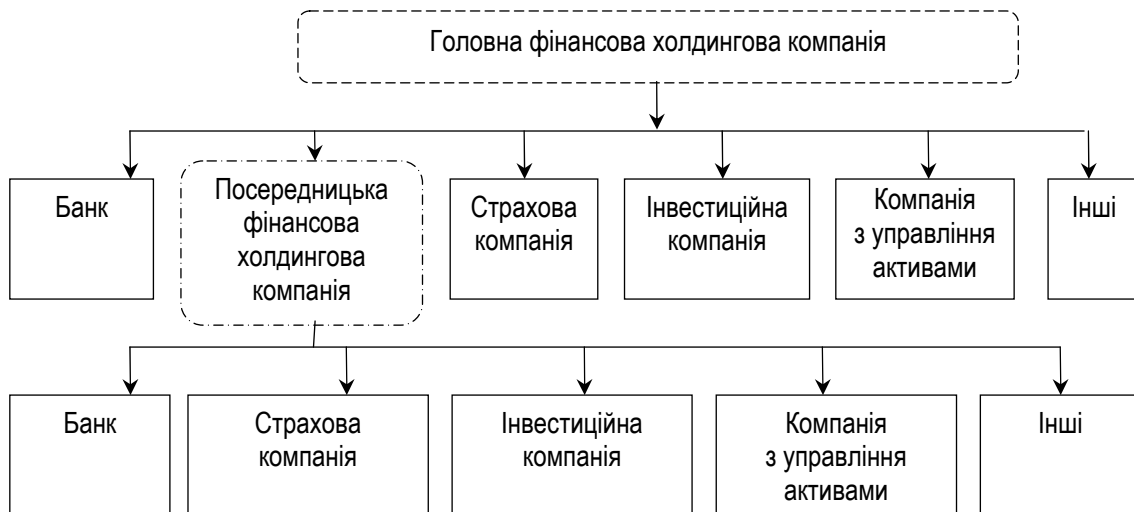 Головна фінансова холдингова компанія
Банк
Посередницька
фінансова
холдингова
компанія
Страхова
компанія
Інвестиційна
компанія
Компанія
з управління
активами
Інші
Банк
Страхова
компанія
Інвестиційна
компанія
Компанія
з управління
активами
Інші